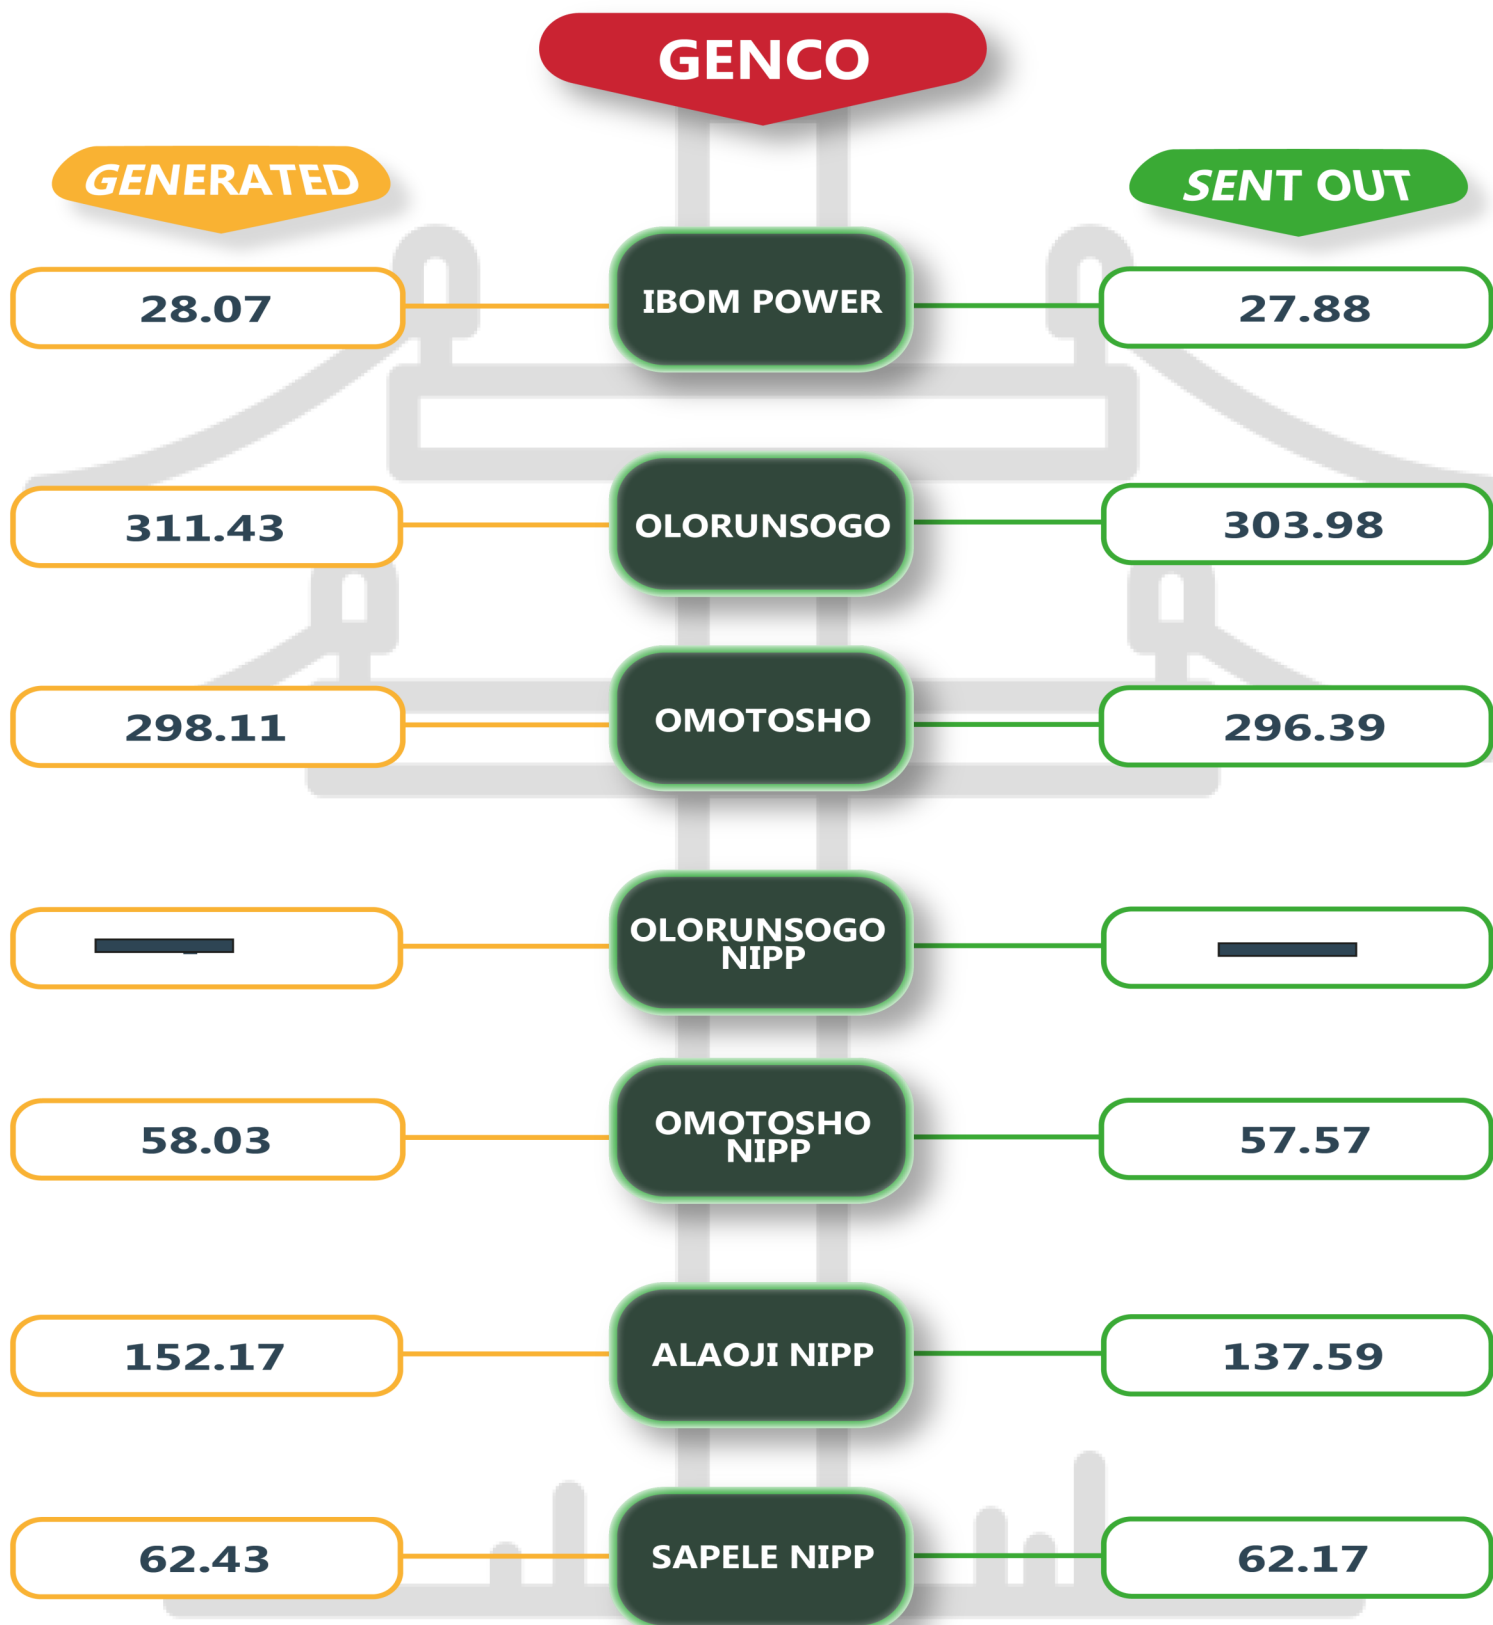 GENCO
GENERATED
SENT OUT
28.07
IBOM POWER
27.88
311.43
OLORUNSOGO
303.98
298.11
OMOTOSHO
296.39
OLORUNSOGO
NIPP
58.03
OMOTOSHO
NIPP
57.57
152.17
ALAOJI NIPP
137.59
62.43
SAPELE NIPP
62.17